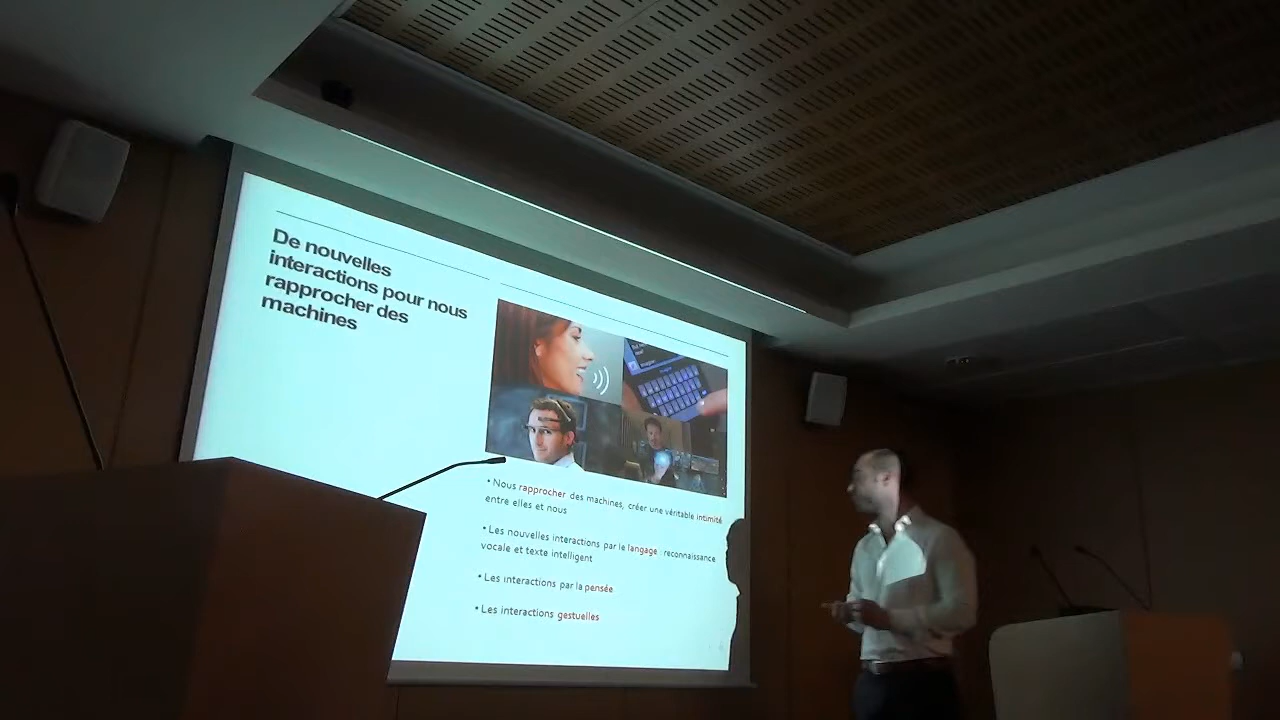 De nouvelles
interactions pour nous
rapprocher des
machines
• Nous rapprocher des machines, créer une véritable intimité
entre elles et nous
• Les nouvelles interactions par le langage : reconnaissance
vocale et texte intelligent
• Les interactions par la pensée
• Les interactions gestuelles